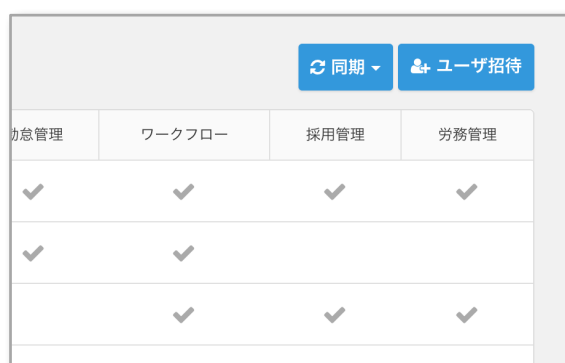 同期
ユーザ招待
怠管理
ワークフロー
採用管理
労務管理